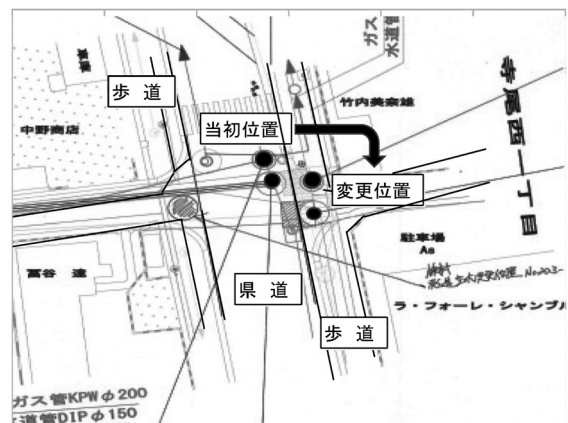 歩 道
ガス
水道管
寺尾西一丁目
竹内美奈雄
中野商店
当初位置
変更位置
駐車場
As
冨谷 達
県 道
歩 道
ラ・フォーレ・シャンブル
ガス管KPWφ200
水道管DIPφ150